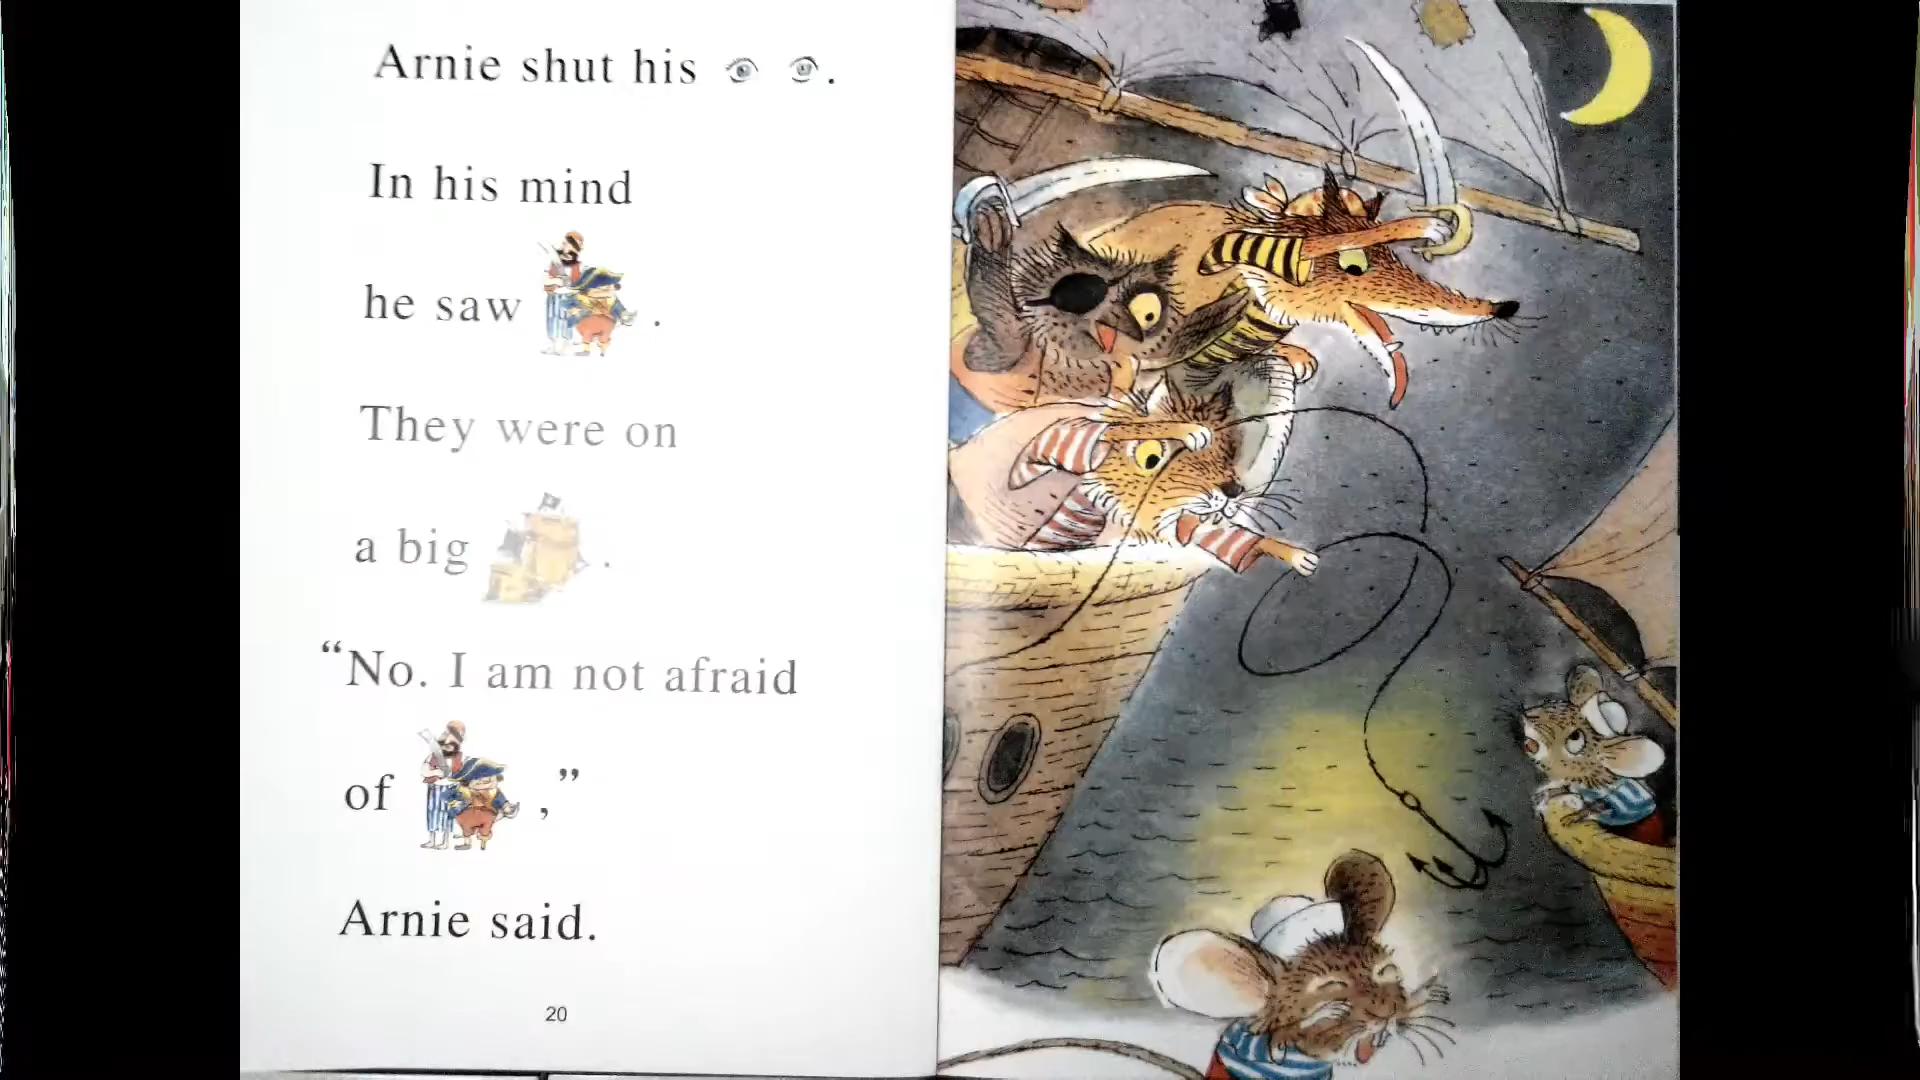 Arnie shut his
.
In his mind
he saw .
They were on
a big .
“No. I am not afraid
of ,”
Arnie said.
20